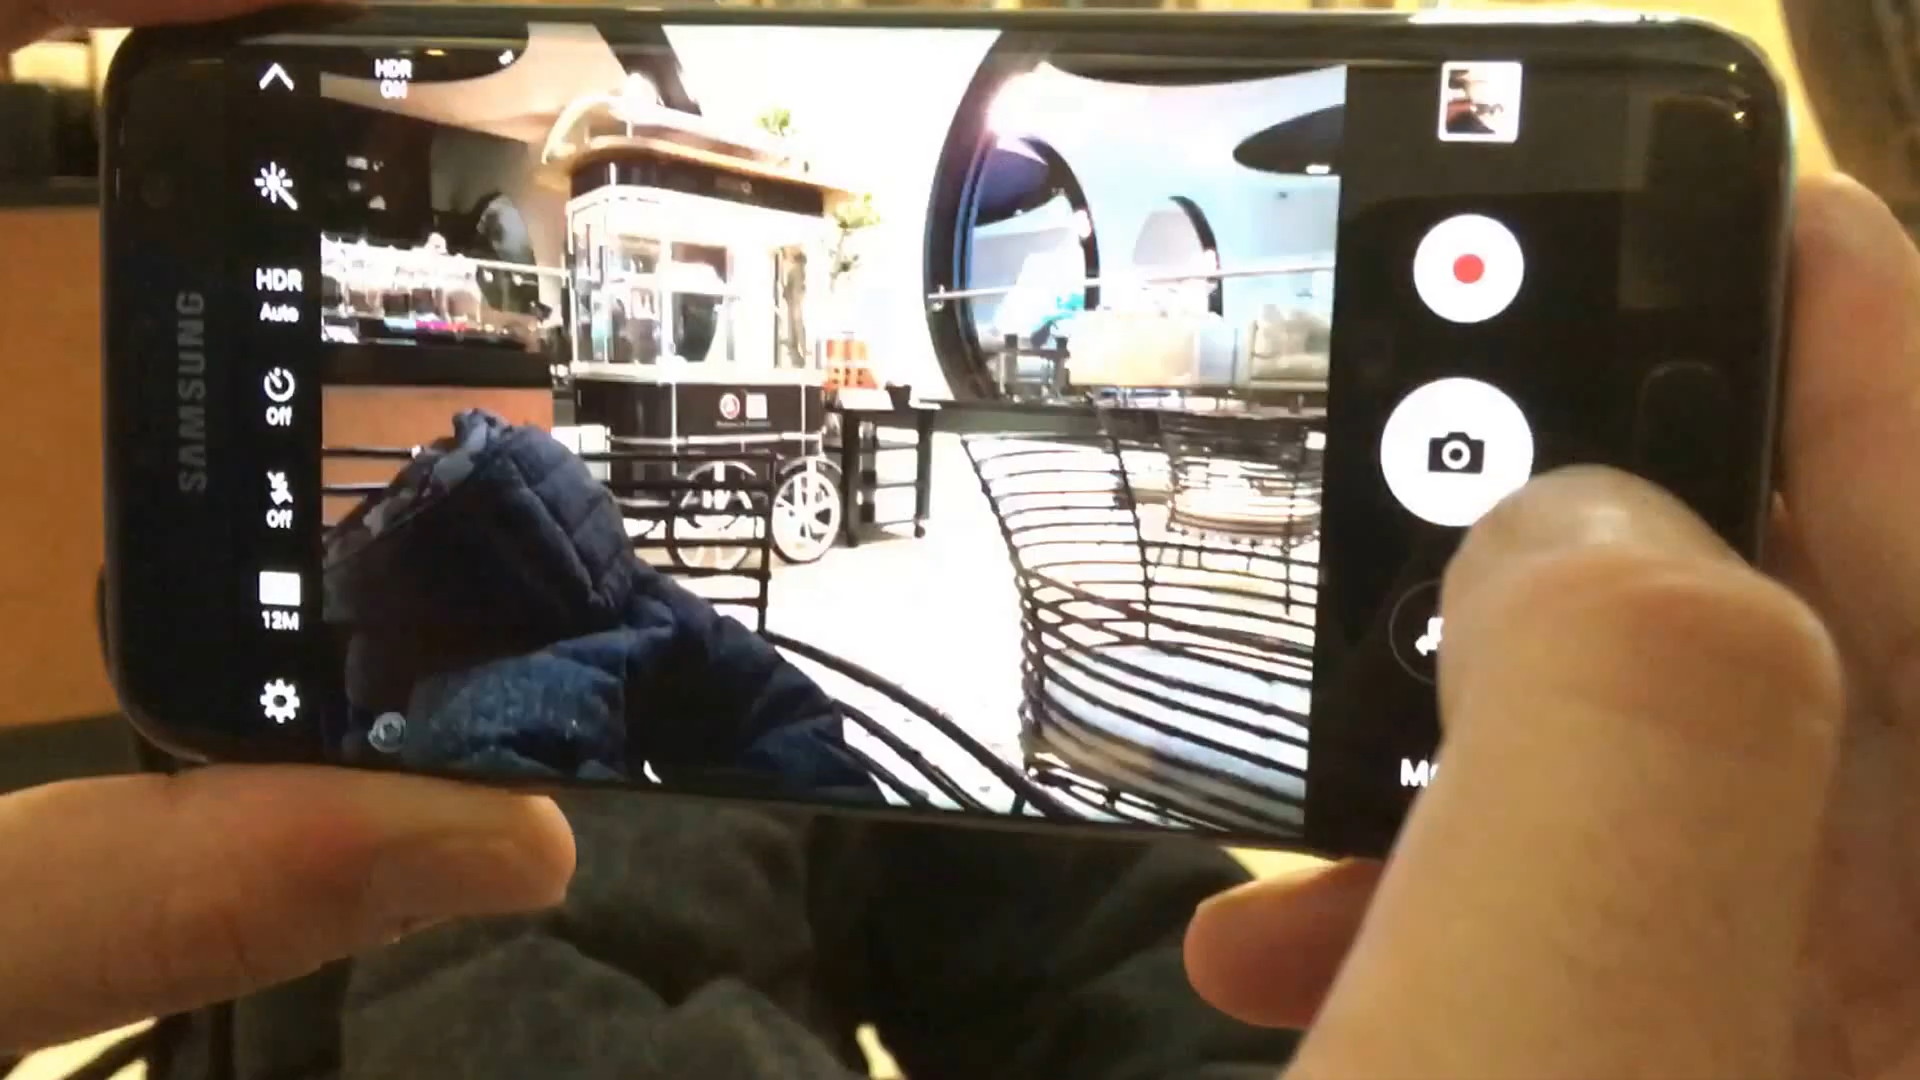 SAMSUNG
HDR
ON
HDR
Auto
Off
Off
12M